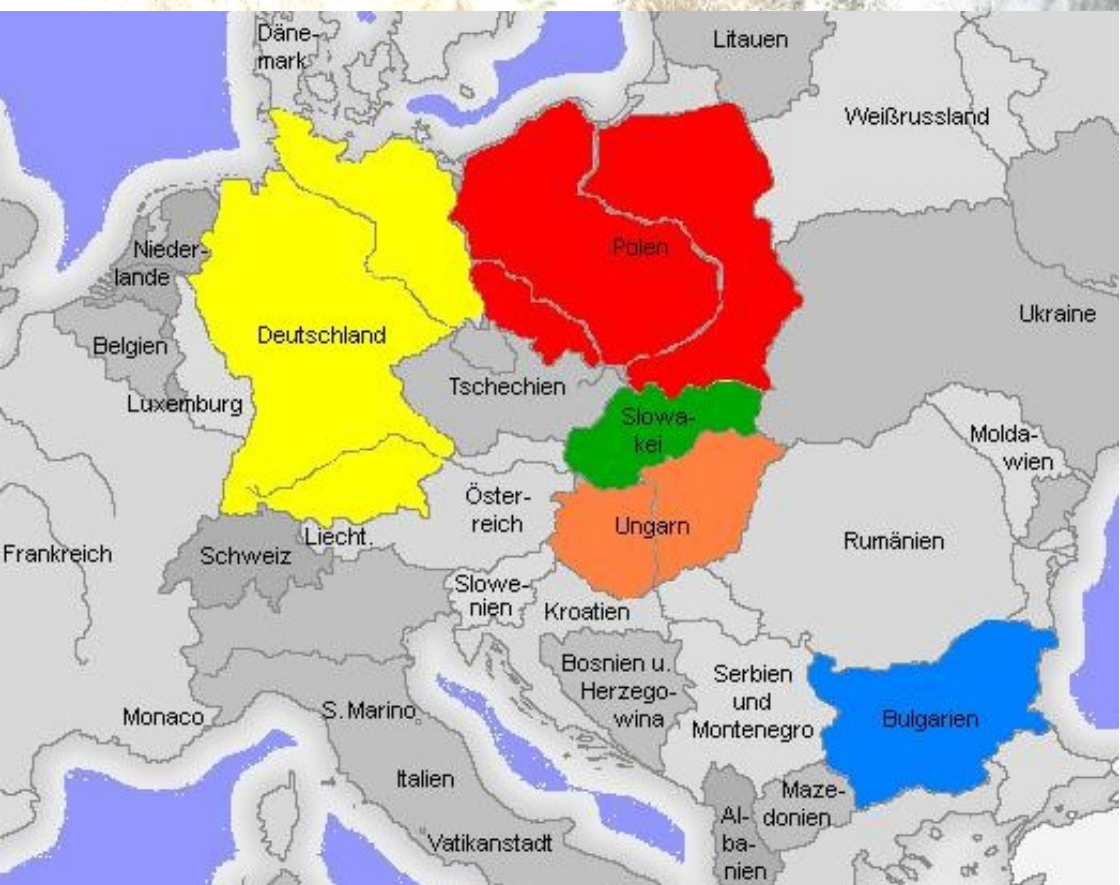 Däne-
mark
Litauen
Weißrussland
Nieder-
lande
Polen
Ukraine
Belgien
Deutschland
Luxemburg
Tschechien
Slowa-
kei
Molda-
wien
Öster-
reich
Ungarn
Frankreich
Schweiz
Liecht.
Rumänien
Slowe-
nien
Kroatien
Bosnien u.
Herzego-
wina
Serbien
und
Montenegro
Monaco
S. Marino
Bulgarien
Italien
Maze-
donien
Al-
ba-
nien
Vatikanstadt